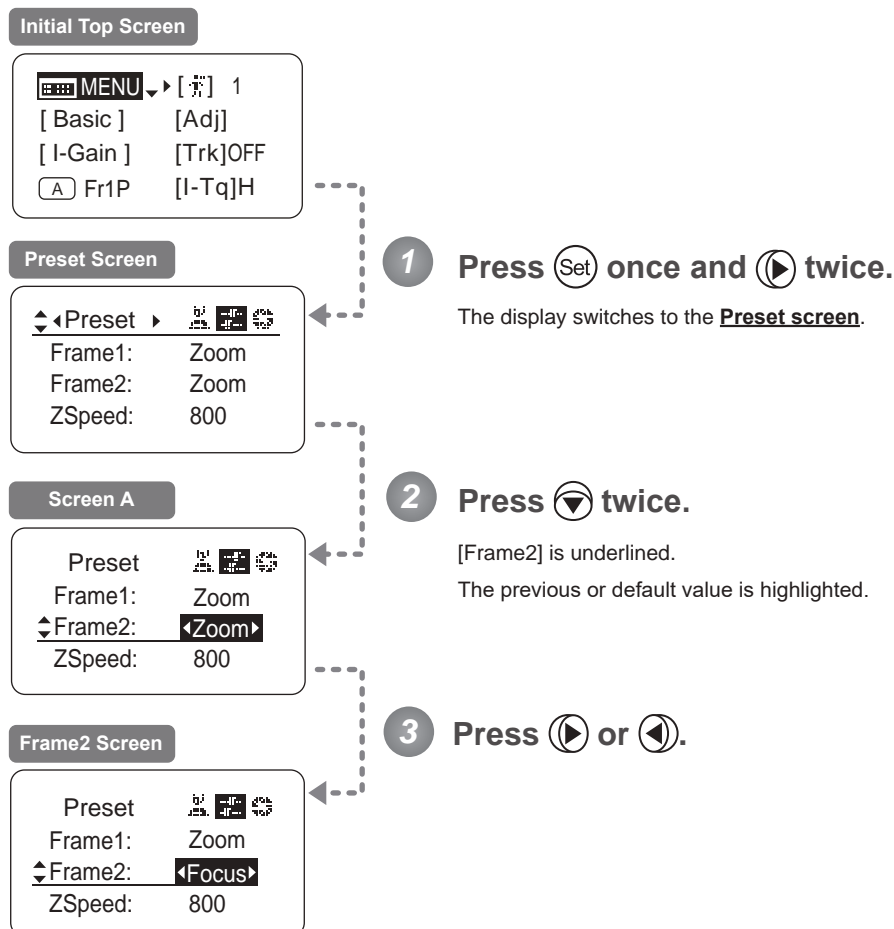 Initial Top Screen
MENU [ ] 1
[ Basic ] [Adj]
[ I-Gain ] [Trk]OFF
A Fr1P [I-Tq]H
1 Press Set once and twice.
The display switches to the Preset screen.
Preset Screen
Preset
Frame1: Zoom
Frame2: Zoom
ZSpeed: 800
2 Press twice.
[Frame2] is underlined.
The previous or default value is highlighted.
Screen A
Preset
Frame1: Zoom
Frame2: Zoom
ZSpeed: 800
3 Press or .
Frame2 Screen
Preset
Frame1: Zoom
Frame2: Focus
ZSpeed: 800